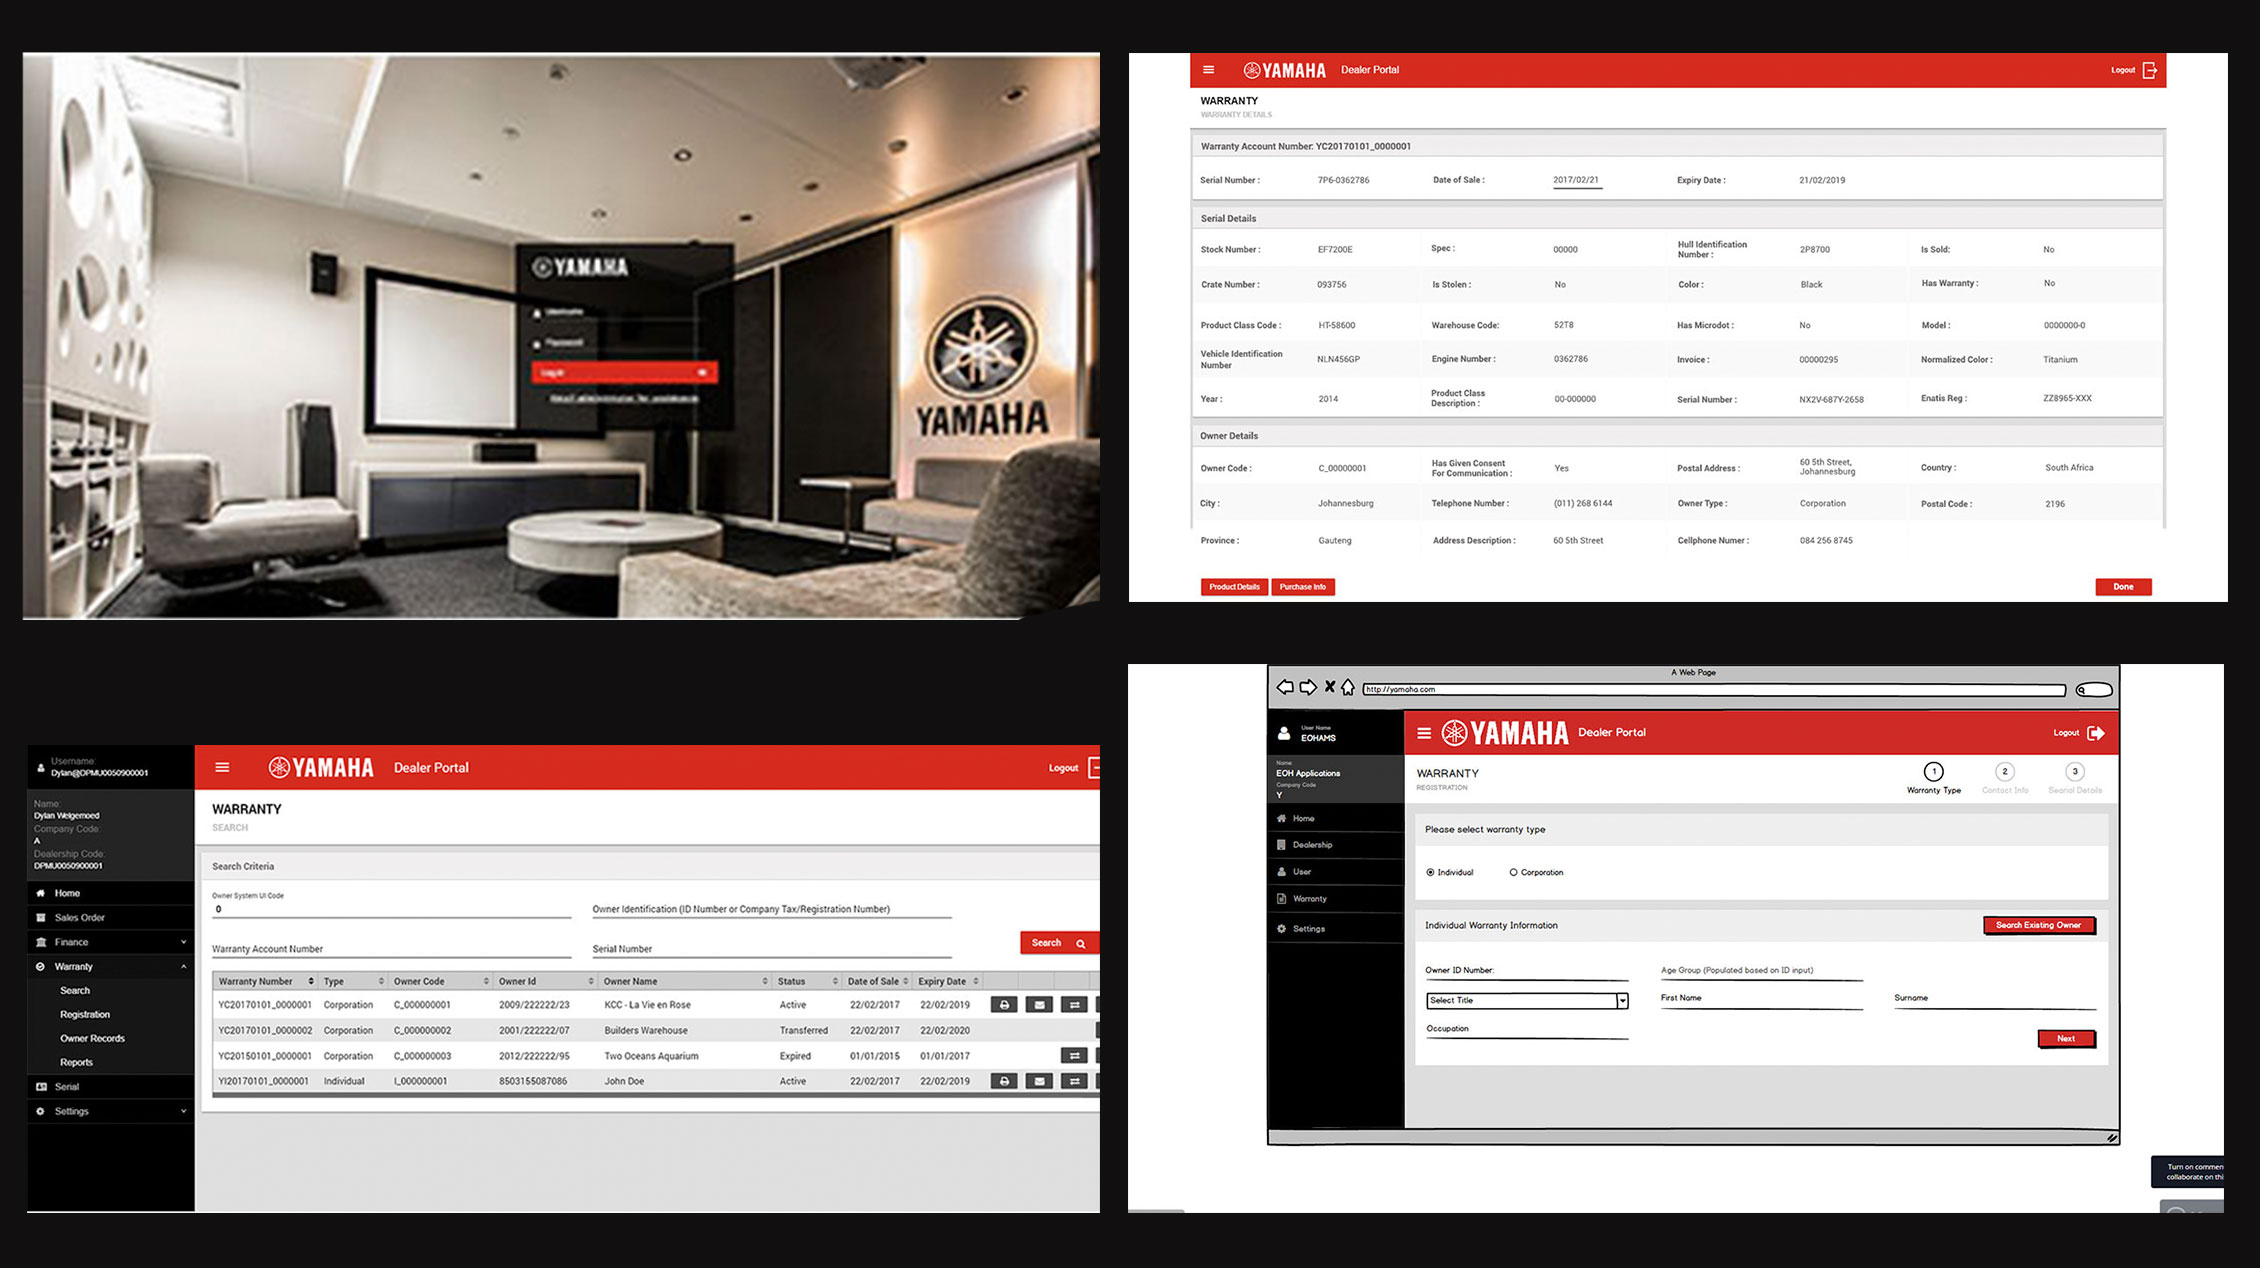 YAMAHA
Username
Password
Login
YAMAHA
YAMAHA Dealer Portal Logout
WARRANTY
WARRANTY DETAILS
Warranty Account Number: YC20170101_0000001
Serial Number : 7P6-0362786 Date of Sale : 2017/02/21 Expiry Date : 21/02/2019
Serial Details
Stock Number : EF7200E Spec : 00000 Hull Identification Number : 2P8700 Is Sold: No
Crate Number : 093756 Is Stolen : No Color : Black Has Warranty : No
Product Class Code : HT-58600 Warehouse Code: 52T8 Has Microdot : No Model : 0000000-0
Vehicle Identification Number NLN456GP Engine Number : 0362786 Invoice : 00000295 Normalized Color : Titanium
Year : 2014 Product Class Description : 00-000000 Serial Number : NX2V-687Y-2658 Enatis Reg : ZZ8965-XXX
Owner Details
Owner Code : C_00000001 Has Given Consent For Communication : Yes Postal Address : 60 5th Street, Johannesburg Country : South Africa
City : Johannesburg Telephone Number : (011) 268 6144 Owner Type : Corporation Postal Code : 2196
Province : Gauteng Address Description : 60 5th Street Cellphone Numer : 084 256 8745
Product Details Purchase Info Done
Username:
Dylan@DPMU0050900001
Name:
Dylan Welgemoed
Company Code:
A
Dealership Code:
DPMU0050900001
Home
Sales Order
Finance
Warranty
Search
Registration
Owner Records
Reports
Serial
Settings
YAMAHA Dealer Portal Logout
WARRANTY
SEARCH
Search Criteria
Owner System UI Code
0
Owner Identification (ID Number or Company Tax/Registration Number)
Warranty Account Number Serial Number Search
Warranty Number Type Owner Code Owner Id Owner Name Status Date of Sale Expiry Date
YC20170101_0000001 Corporation C_000000001 2009/222222/23 KCC - La Vie en Rose Active 22/02/2017 22/02/2019
YC20170101_0000002 Corporation C_000000002 2001/222222/07 Builders Warehouse Transferred 22/02/2017 22/02/2020
YC20150101_0000001 Corporation C_000000003 2012/222222/95 Two Oceans Aquarium Expired 01/01/2015 01/01/2017
YI20170101_0000001 Individual I_000000001 8503155087086 John Doe Active 22/02/2017 22/02/2019
A Web Page
http://yamaha.com
User Name
EOHAMS
Name
EOH Applications
Company Code
Y
Home
Dealership
User
Warranty
Settings
YAMAHA Dealer Portal Logout
WARRANTY
REGISTRATION
1 2 3
Warranty Type Contact Info Searial Details
Please select warranty type
Individual Corporation
Individual Warranty Information Search Existing Owner
Owner ID Number: Age Group (Populated based on ID input)
Select Title First Name Surname
Occupation
Next
Turn on commen
collaborate on thi